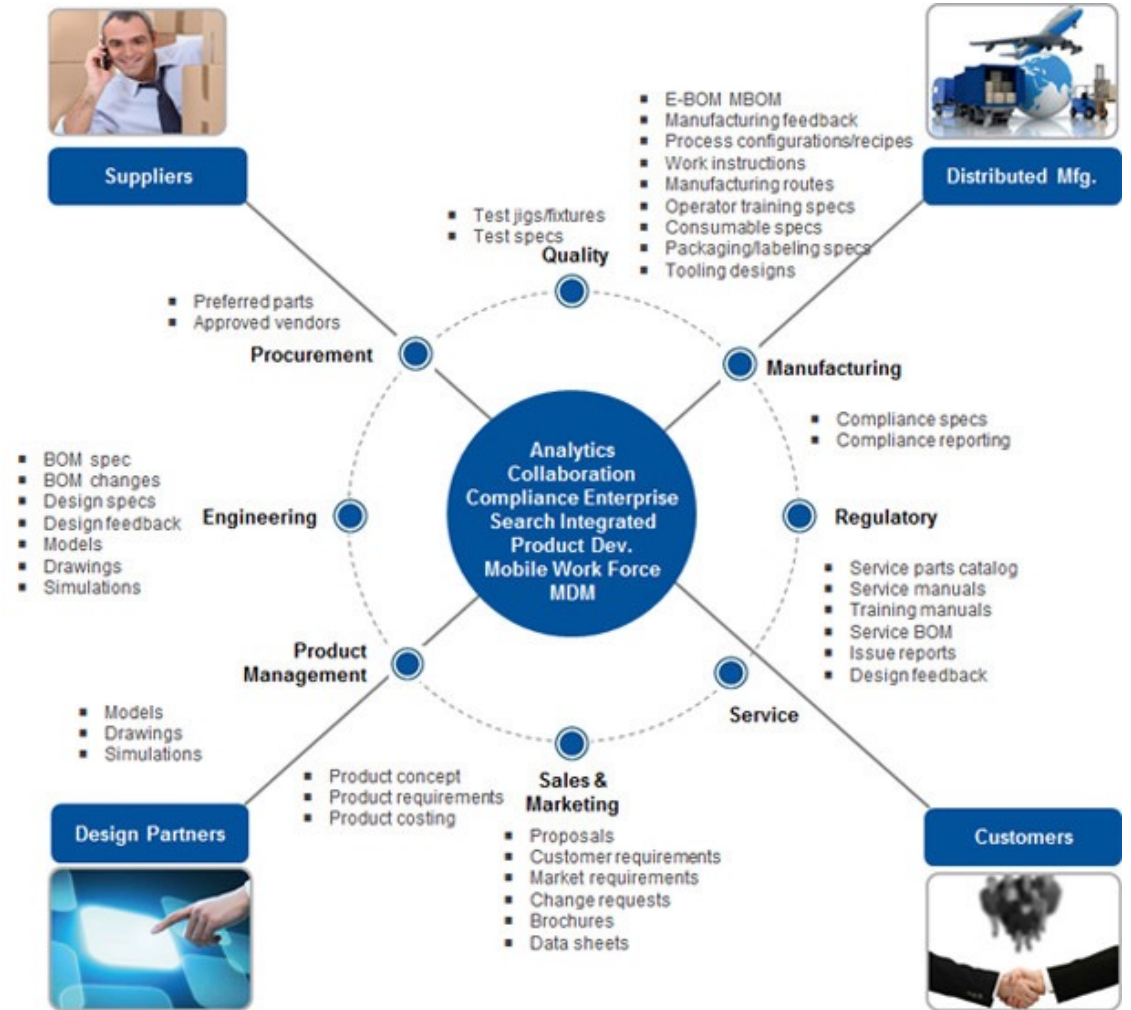 Suppliers
Distributed Mfg.
E-BOM MBOM
Manufacturing feedback
Process configurations/recipes
Work instructions
Manufacturing routes
Operator training specs
Consumable specs
Packaging/labeling specs
Tooling designs
Test jigs/fixtures
Test specs
Quality
Preferred parts
Approved vendors
Procurement
Manufacturing
Compliance specs
Compliance reporting
Analytics
Collaboration
Compliance Enterprise
Search Integrated
Product Dev.
Mobile Work Force
MDM
BOM spec
BOM changes
Design specs
Design feedback
Models
Drawings
Simulations
Engineering
Regulatory
Service parts catalog
Service manuals
Training manuals
Service BOM
Issue reports
Design feedback
Product
Management
Service
Models
Drawings
Simulations
Product concept
Product requirements
Product costing
Sales &
Marketing
Proposals
Customer requirements
Market requirements
Change requests
Brochures
Data sheets
Design Partners
Customers